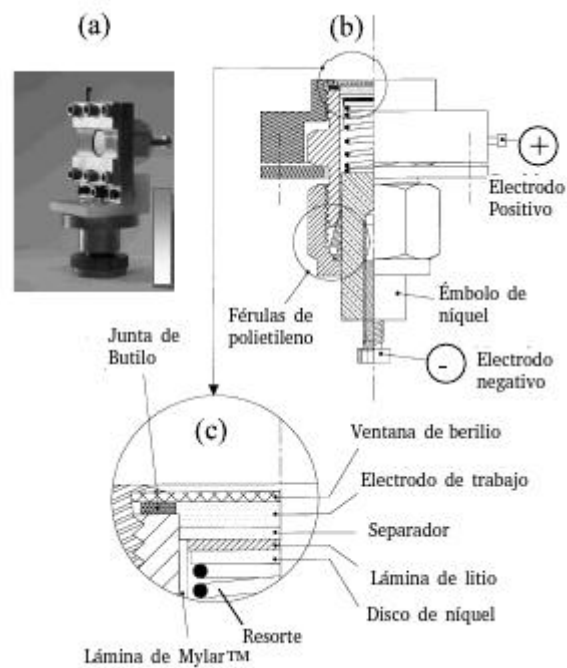 (a)
(b)
+
Electrodo
Positivo
Émbolo de
níquel
Férulas de
polietileno
Junta de
Butilo
-
Electrodo
negativo
(c)
Ventana de berilio
Electrodo de trabajo
Separador
Lámina de litio
Disco de níquel
Resorte
Lámina de Mylar™